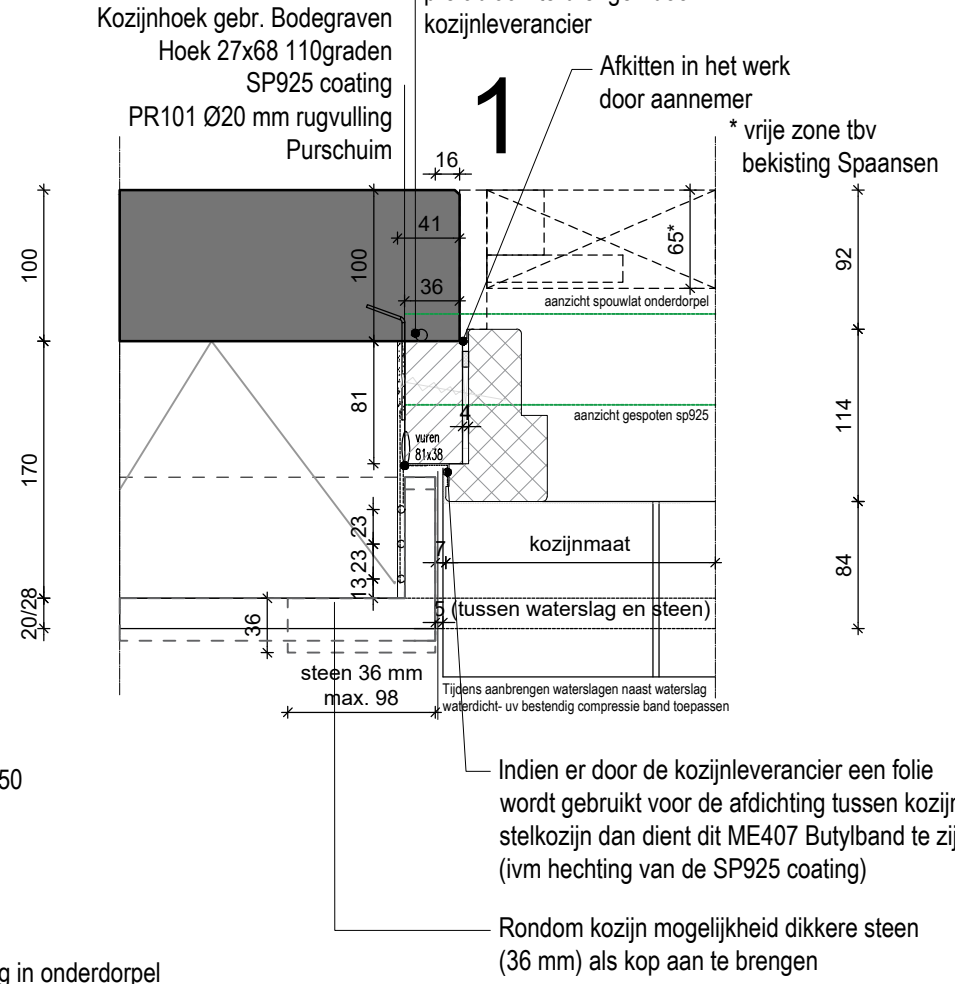 kozijnleverancier
Kozijnhoek gebr. Bodegraven
Hoek 27x68 110graden
SP925 coating
PR101 Ø20 mm rugvulling
Purschuim
1
Afkitten in het werk
door aannemer
* vrije zone tbv
bekisting Spaansen
16
41
100
100
36
65*
92
aanzicht spouwlat onderdorpel
81
4
aanzicht gespoten sp925
114
vuren
81x38
170
23
23
13
7
kozijnmaat
84
20/28
36
5 (tussen waterslag en steen)
steen 36 mm
max. 98
Tijdens aanbrengen waterslagen naast waterslag
waterdicht- uv bestendig compressie band toepassen
50
Indien er door de kozijnleverancier een folie
wordt gebruikt voor de afdichting tussen kozijn
stelkozijn dan dient dit ME407 Butylband te zij
(ivm hechting van de SP925 coating)
Rondom kozijn mogelijkheid dikkere steen
(36 mm) als kop aan te brengen
g in onderdorpel